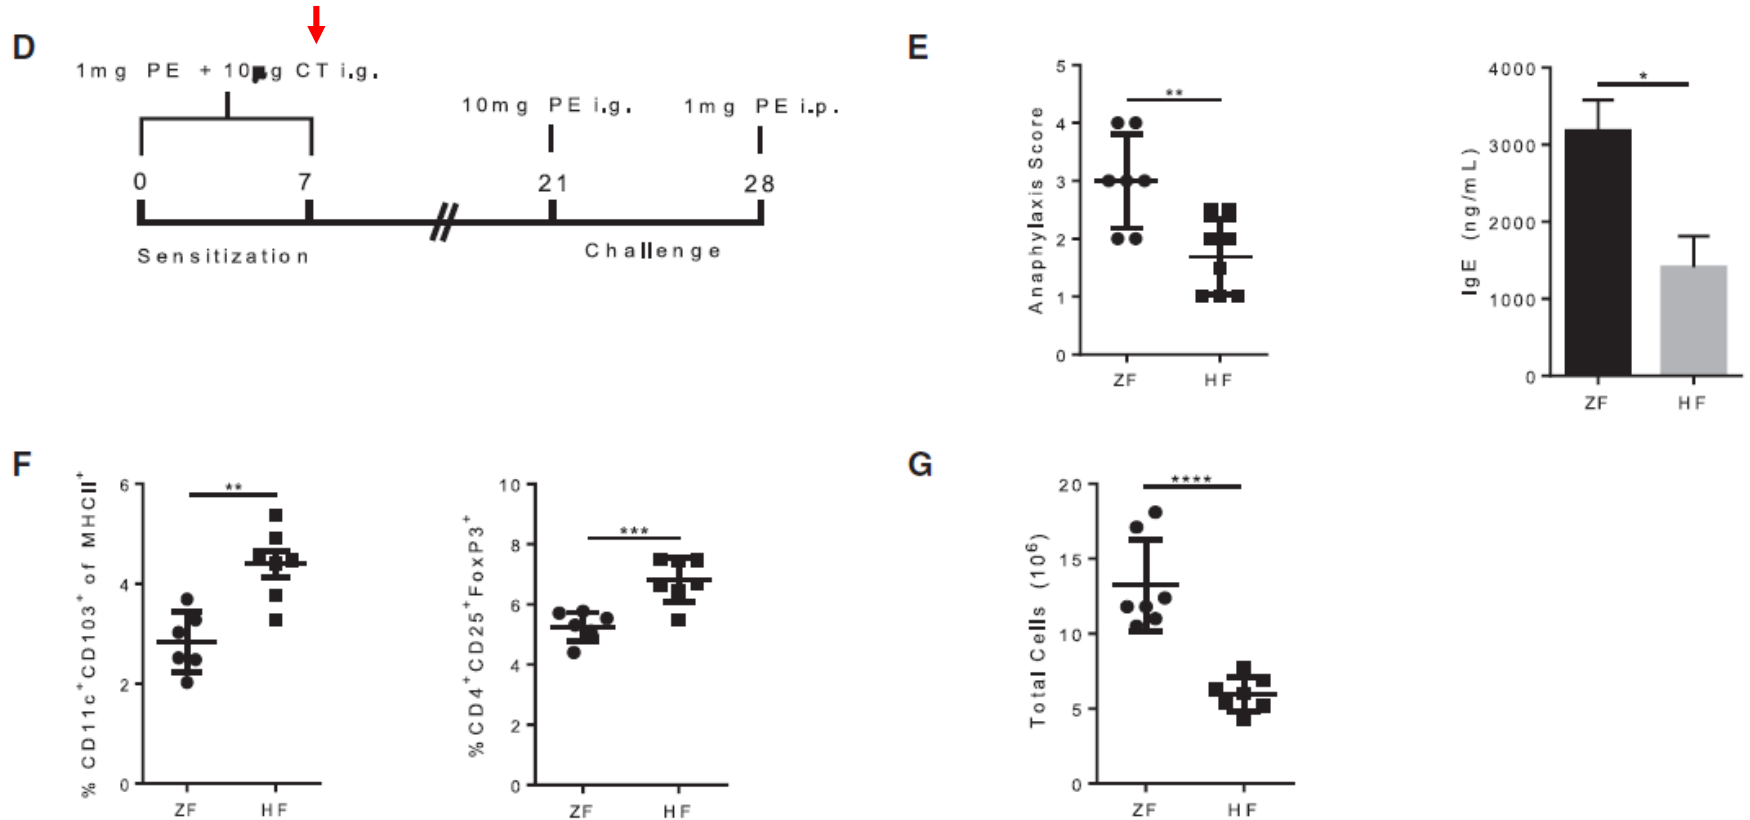 D
1mg PE + 10μg CT i.g.
10mg PE i.g.
1mg PE i.p.
0
7
21
28
Sensitization
Challenge
E
Anaphylaxis Score
5
4
3
2
1
0
**
ZF
HF
IgE (ng/mL)
4000
3000
2000
1000
0
*
ZF
HF
F
% CD11c⁺CD103⁺ of MHCII⁺
6
4
2
0
**
ZF
HF
%CD4⁺CD25⁺FoxP3⁺
10
8
6
4
2
0
***
ZF
HF
G
Total Cells (10⁶)
20
15
10
5
0
****
ZF
HF